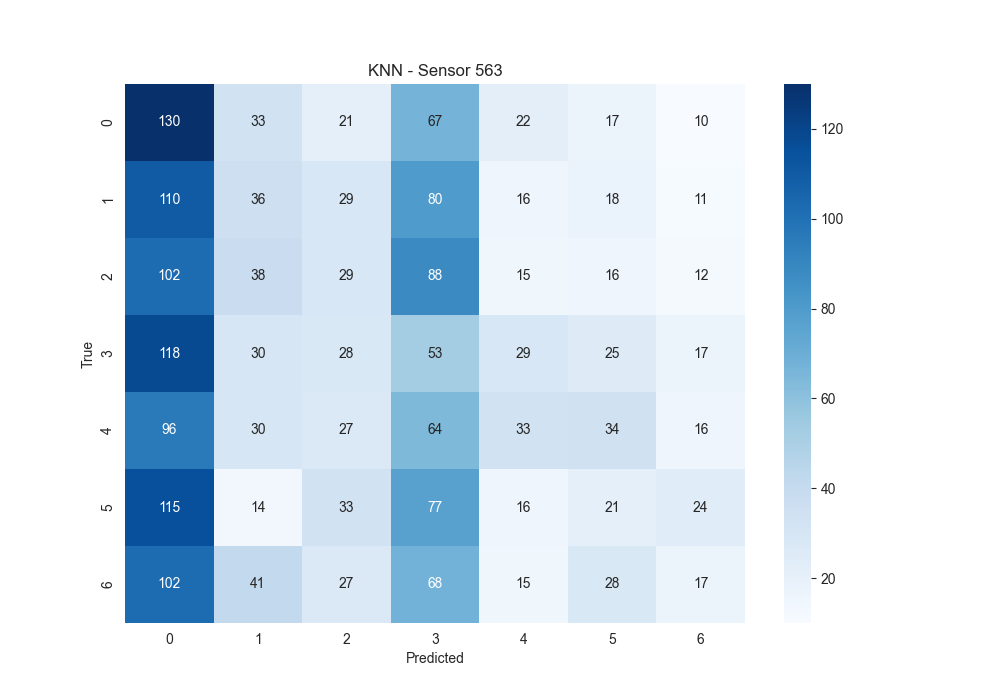 KNN - Sensor 563
0 130 33 21 67 22 17 10
1 110 36 29 80 16 18 11
2 102 38 29 88 15 16 12
3 118 30 28 53 29 25 17
4 96 30 27 64 33 34 16
5 115 14 33 77 16 21 24
6 102 41 27 68 15 28 17
True
0 1 2 3 4 5 6
Predicted
120
100
80
60
40
20